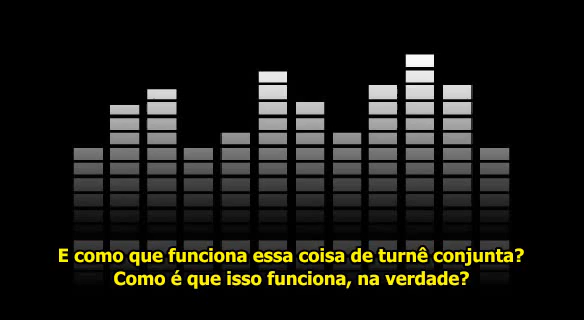 E como que funciona essa coisa de turnê conjunta?
Como é que isso funciona, na verdade?